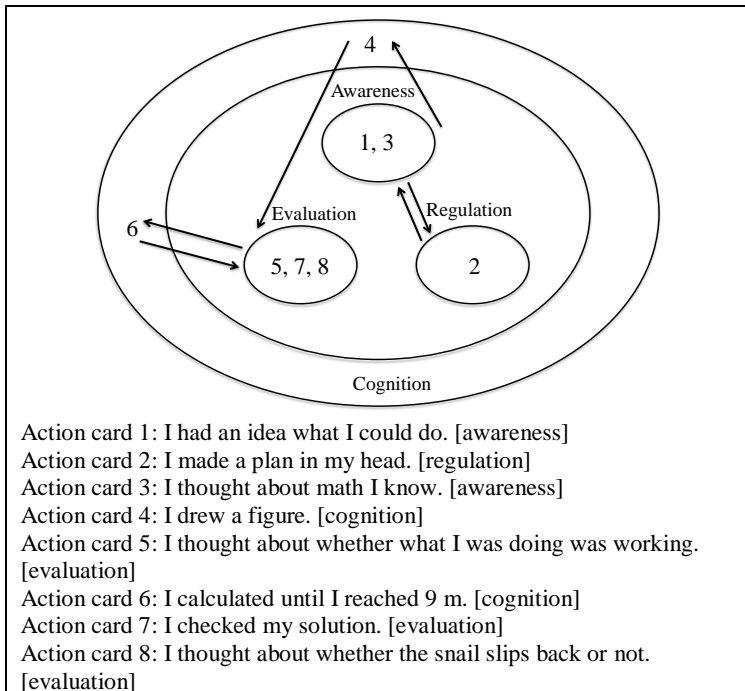 4
Awareness
1, 3
Evaluation
Regulation
6
5, 7, 8
2
Cognition
Action card 1: I had an idea what I could do. [awareness]
Action card 2: I made a plan in my head. [regulation]
Action card 3: I thought about math I know. [awareness]
Action card 4: I drew a figure. [cognition]
Action card 5: I thought about whether what I was doing was working.
[evaluation]
Action card 6: I calculated until I reached 9 m. [cognition]
Action card 7: I checked my solution. [evaluation]
Action card 8: I thought about whether the snail slips back or not.
[evaluation]